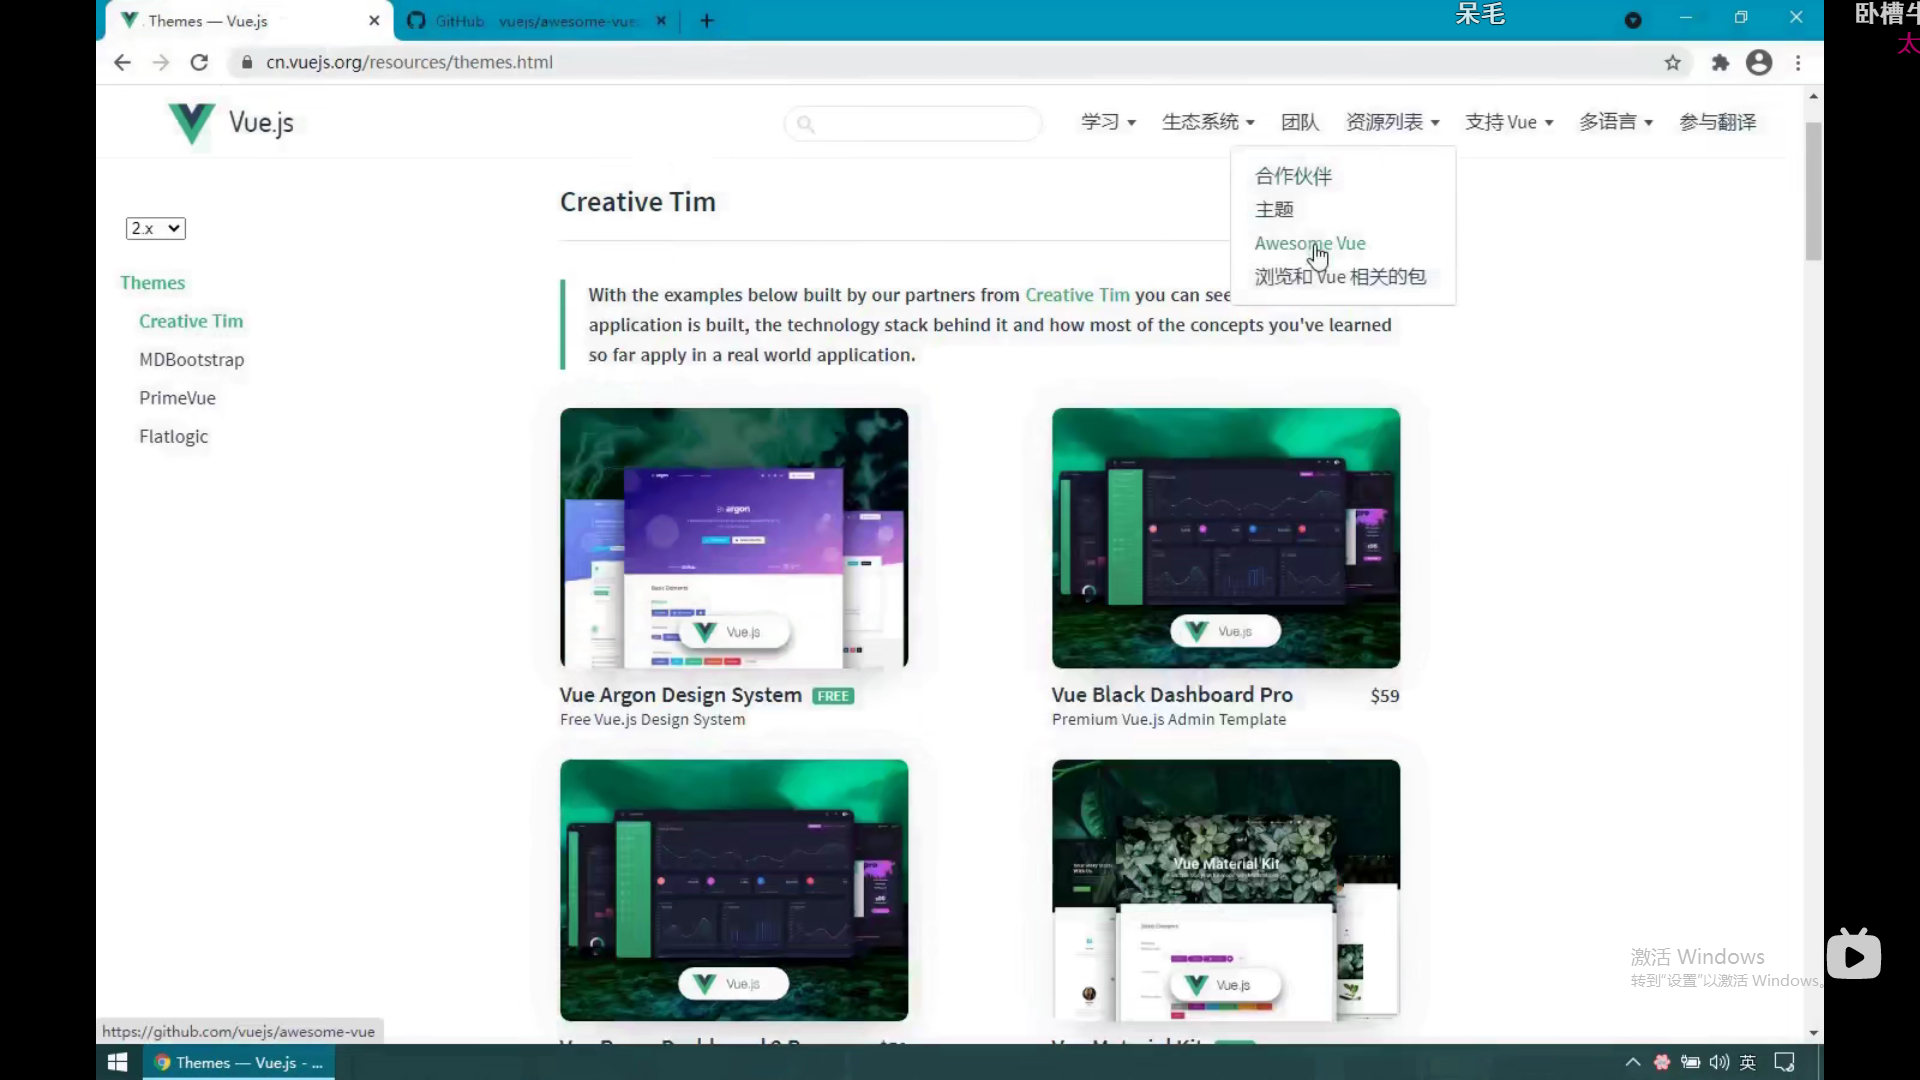 Themes — Vue.js
GitHub
vuejs/awesome-vue
呆毛
卧槽牛
太
cn.vuejs.org/resources/themes.html
Vue.js
学习
生态系统
团队
资源列表
支持 Vue
多语言
参与翻译
合作伙伴
主题
Awesome Vue
浏览和 Vue 相关的包
2.x
Themes
Creative Tim
MDBootstrap
PrimeVue
Flatlogic
Creative Tim
With the examples below built by our partners from Creative Tim you can see
application is built, the technology stack behind it and how most of the concepts you've learned
so far apply in a real world application.
argon
Basic Elements
Vue.js
pro
Vue.js
Vue Argon Design System FREE
Free Vue.js Design System
Vue Black Dashboard Pro $59
Premium Vue.js Admin Template
pro
Vue.js
Vue Material Kit
Vue.js
激活 Windows
转到“设置”以激活 Windows。
https://github.com/vuejs/awesome-vue
Themes — Vue.js - ...
英